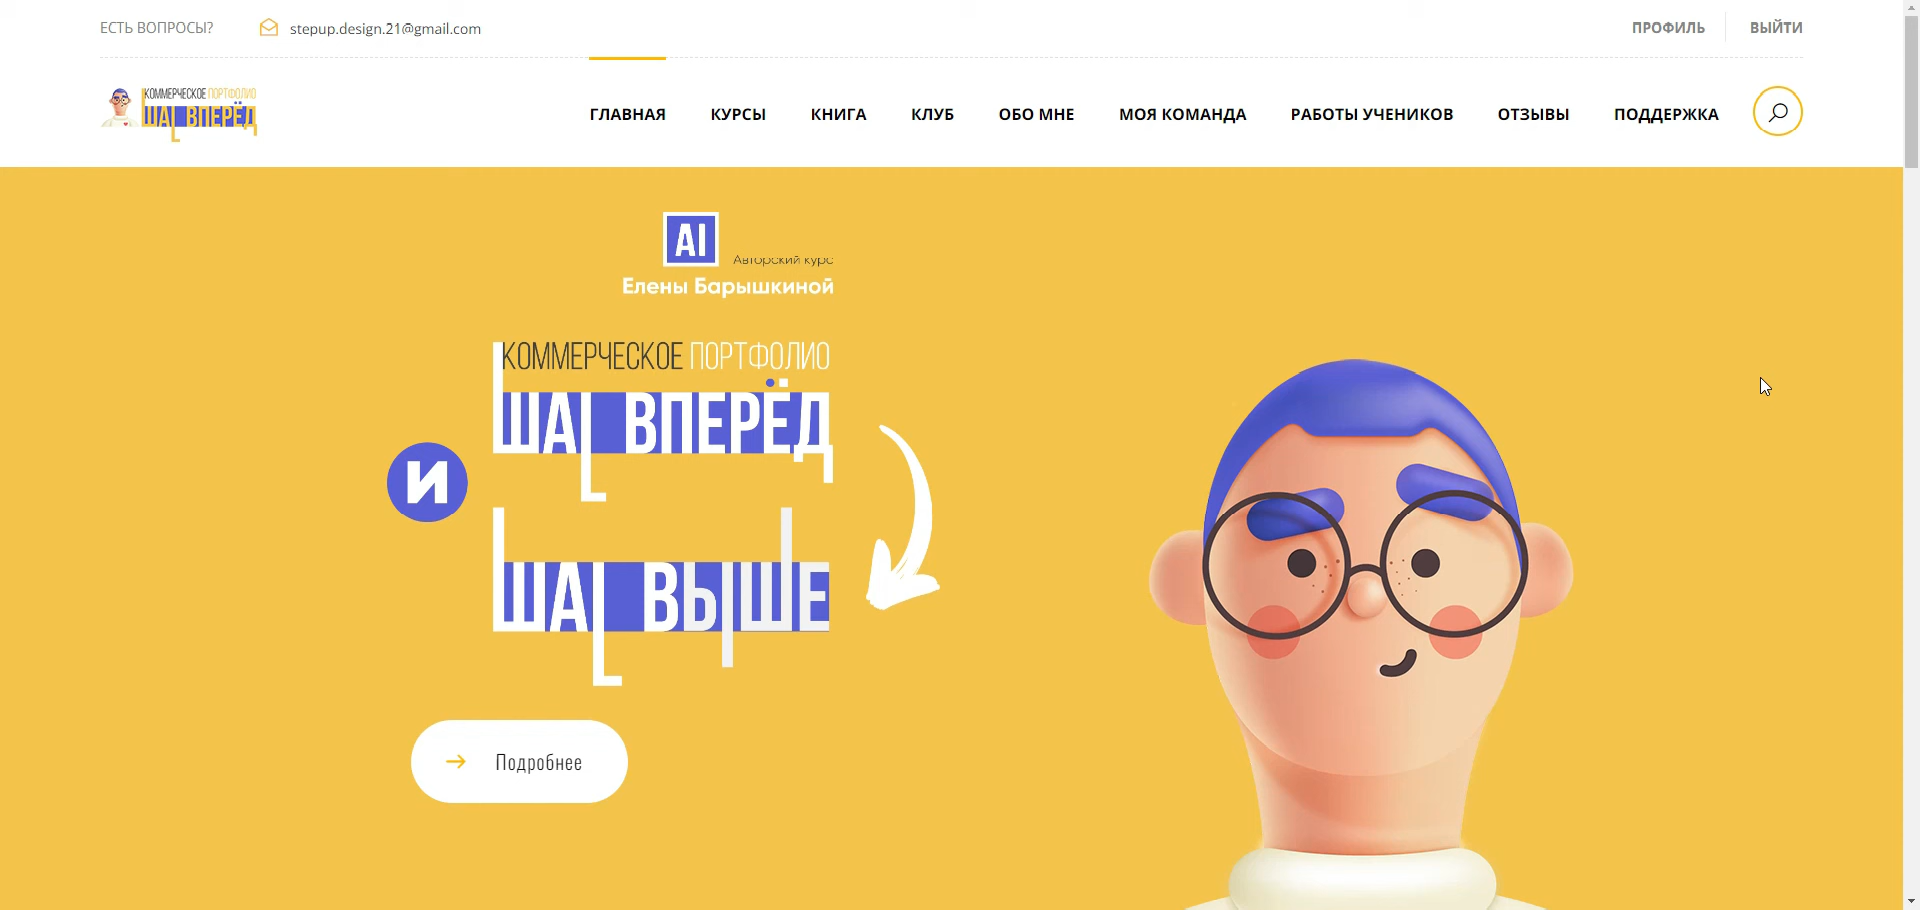 ЕСТЬ ВОПРОСЫ?
stepup.design.21@gmail.com
ПРОФИЛЬ
ВЫЙТИ
КОММЕРЧЕСКОЕ ПОРТФОЛИО
ШАГ ВПЕРЁД
ГЛАВНАЯ
КУРСЫ
КНИГА
КЛУБ
ОБО МНЕ
МОЯ КОМАНДА
РАБОТЫ УЧЕНИКОВ
ОТЗЫВЫ
ПОДДЕРЖКА
AI
Авторский курс
Елены Барышкиной
КОММЕРЧЕСКОЕ ПОРТФОЛИО
ШАГ ВПЕРЁД
И
ШАГ ВЫШЕ
Подробнее